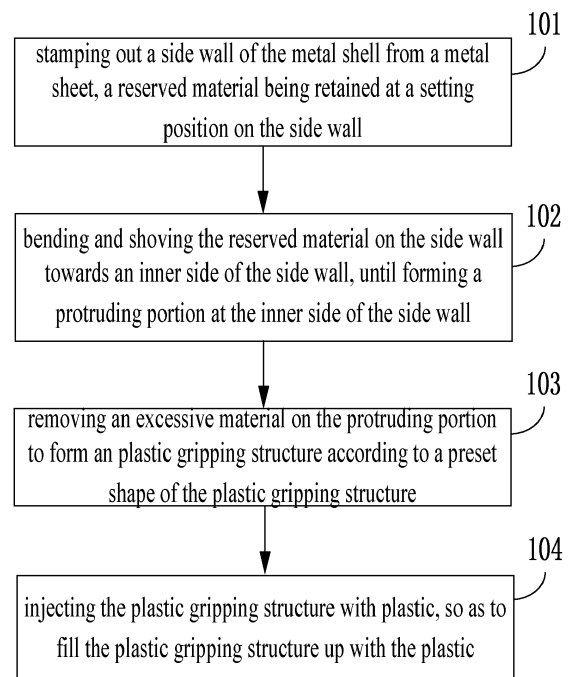 101
stamping out a side wall of the metal shell from a metal
sheet, a reserved material being retained at a setting
position on the side wall
102
bending and shoving the reserved material on the side wall
towards an inner side of the side wall, until forming a
protruding portion at the inner side of the side wall
103
removing an excessive material on the protruding portion
to form an plastic gripping structure according to a preset
shape of the plastic gripping structure
104
injecting the plastic gripping structure with plastic, so as to
fill the plastic gripping structure up with the plastic